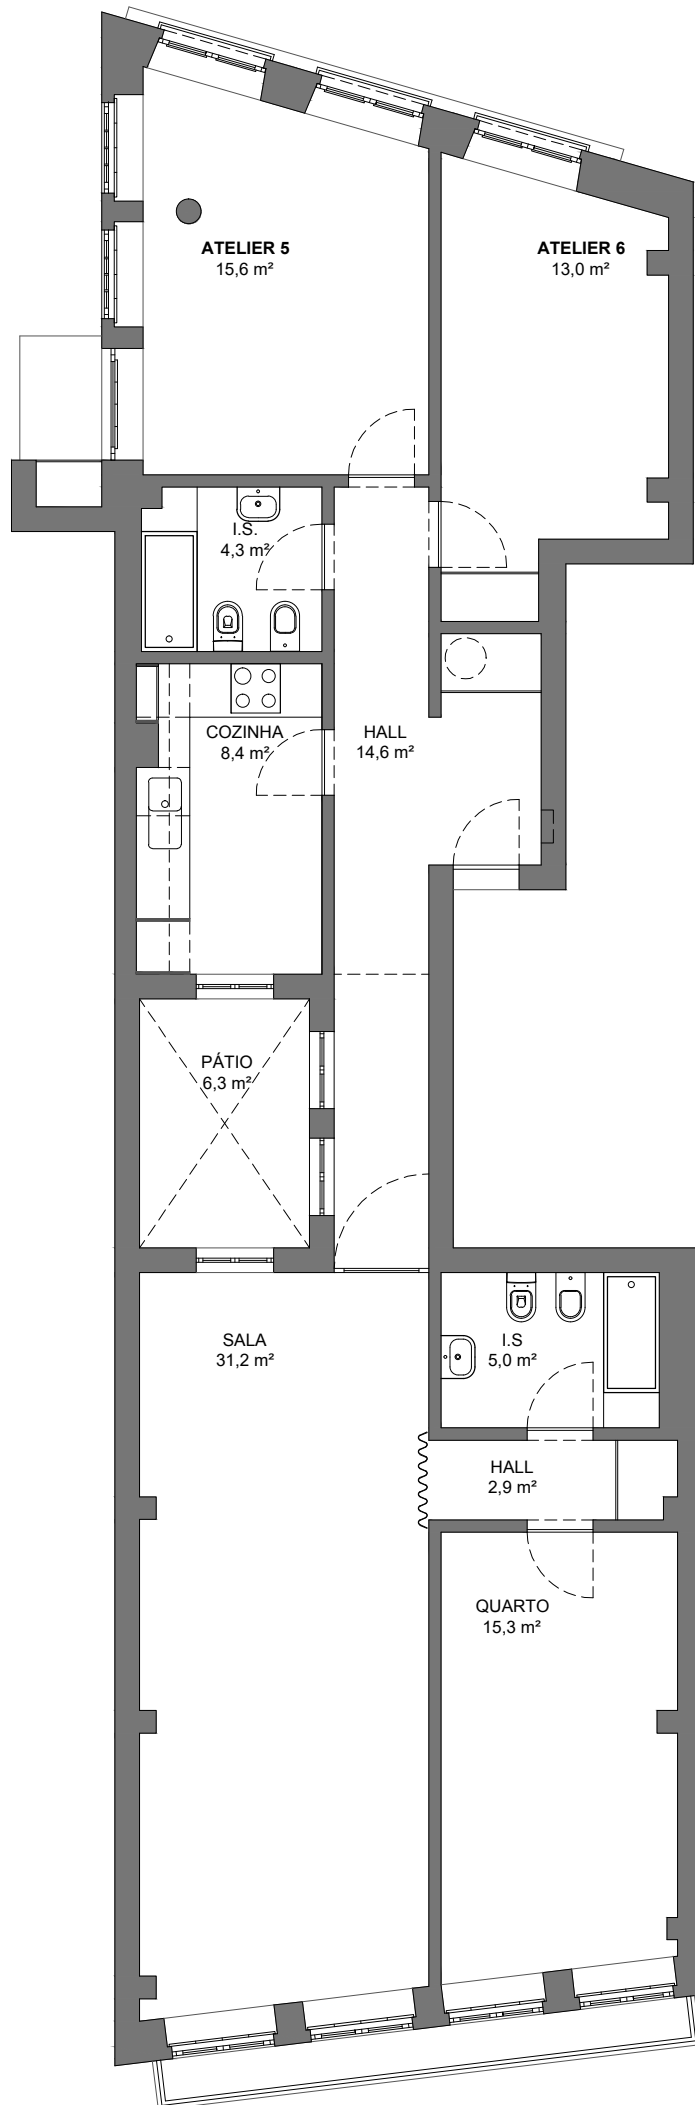 ATELIER 5
15,6 m²
ATELIER 6
13,0 m²
I.S.
4,3 m²
COZINHA
8,4 m²
HALL
14,6 m²
PÁTIO
6,3 m²
SALA
31,2 m²
I.S
5,0 m²
HALL
2,9 m²
QUARTO
15,3 m²